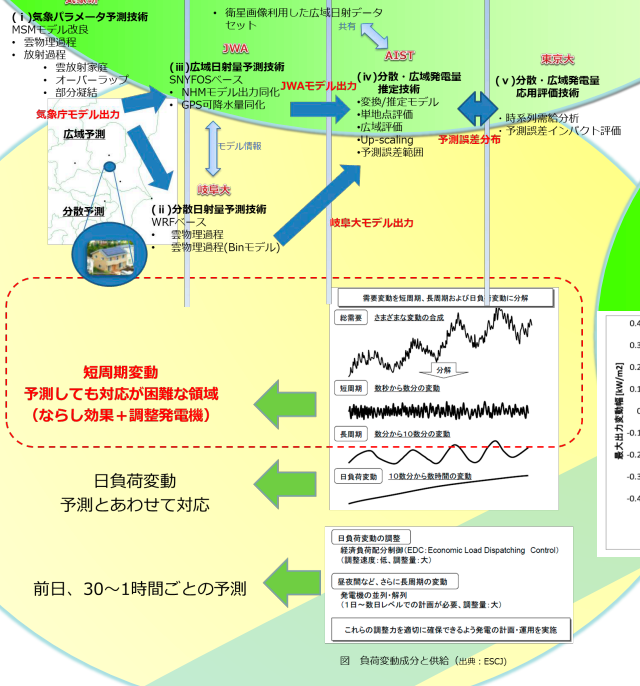 (ⅰ)気象パラメータ予測技術
MSMモデル改良
• 雲物理過程
• 放射過程
• 雲放射家庭
• オーバーラップ
• 部分凝結
気象庁モデル出力
広域予測
分散予測
• 衛星画像利用した広域日射データ
セット
JWA
(ⅲ)広域日射量予測技術
SNYFOSベース
• NHMモデル出力同化
• GPS可降水量同化
モデル情報
岐阜大
(ⅱ)分散日射量予測技術
WRFベース
• 雲物理過程
• 雲物理過程(Binモデル)
共有
JWAモデル出力
AIST
(ⅳ)分散・広域発電量
推定技術
•変換/推定モデル
•単地点評価
•広域評価
•Up-scaling
•予測誤差範囲
岐阜大モデル出力
予測誤差分布
東京大
(ⅴ)分散・広域発電量
応用評価技術
• 時系列需給分析
• 予測誤差インパクト評価
短周期変動
予測しても対応が困難な領域
（ならし効果＋調整発電機）
需要変動を短周期、長周期および日負荷変動に分解
総需要 さまざまな変動の合成
分解
短周期 数秒から数分の変動
長周期 数分から10数分の変動
日負荷変動 10数分から数時間の変動
日負荷変動
予測とあわせて対応
前日、30～1時間ごとの予測
日負荷変動の調整
経済負荷配分制御（EDC：Economic Load Dispatching Control）
（調整速度：低、調整量：大）
昼夜間など、さらに長周期の変動
発電機の並列・解列
（1日～数日レベルでの計画が必要、調整量：大）
これらの調整力を適切に確保できるよう発電の計画・運用を実施
図 負荷変動成分と供給（出典：ESCJ)
最大出力変動幅[kW/m2]
0.4
0.3
0.2
0.1
0
-0.1
-0.2
-0.3
-0.4